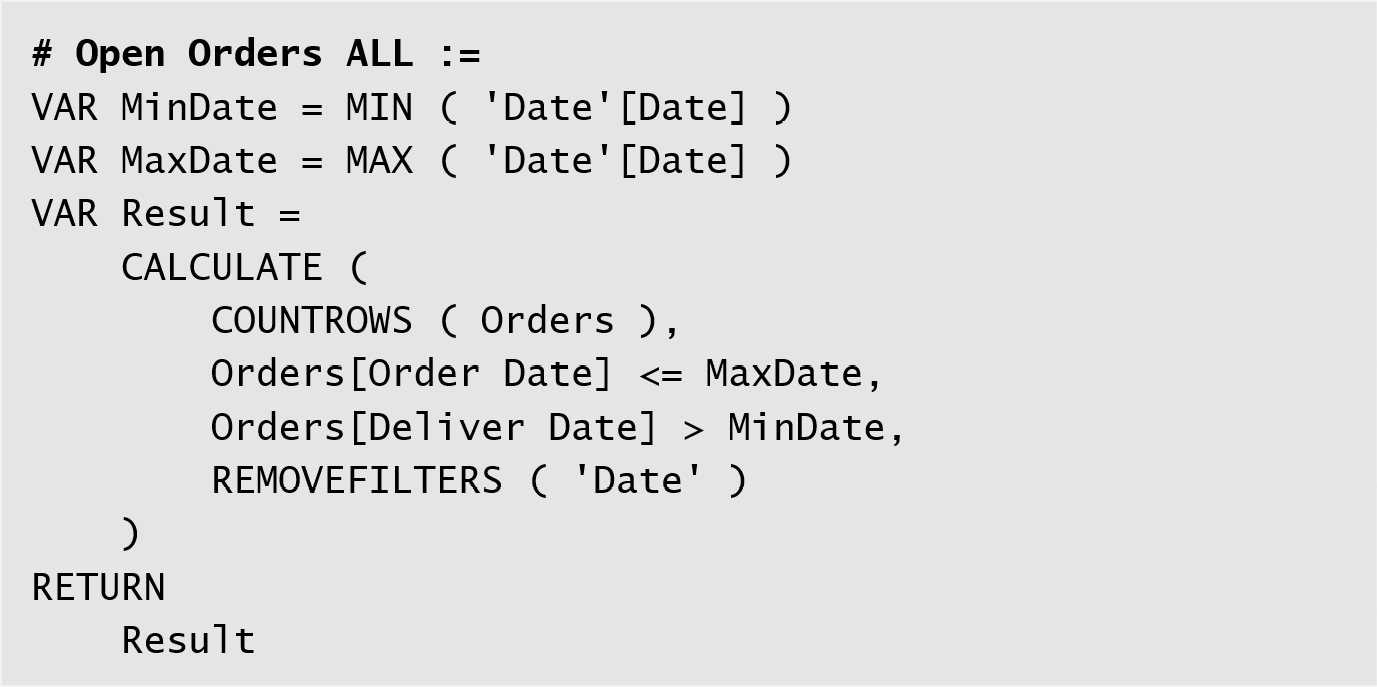 # Open Orders ALL :=
VAR MinDate = MIN ( 'Date'[Date] )
VAR MaxDate = MAX ( 'Date'[Date] )
VAR Result =
    CALCULATE (
        COUNTROWS ( Orders ),
        Orders[Order Date] <= MaxDate,
        Orders[Deliver Date] > MinDate,
        REMOVEFILTERS ( 'Date' )
    )
RETURN
    Result